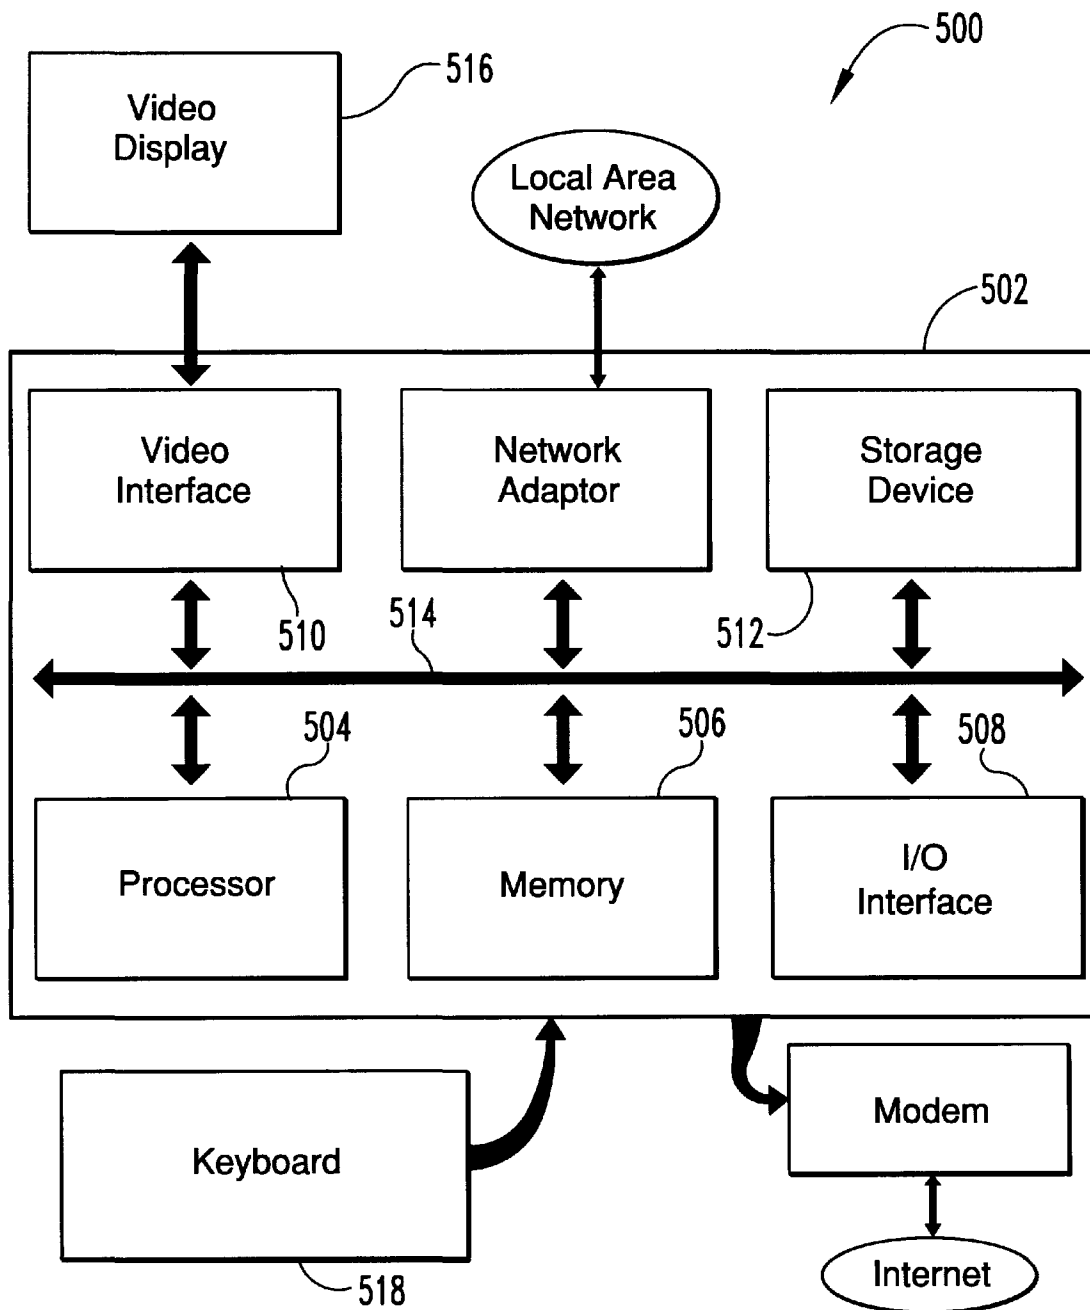 500
Video
Display
516
Local Area
Network
502
Video
Interface
Network
Adaptor
Storage
Device
510
514
512
504
506
508
Processor
Memory
I/O
Interface
Keyboard
Modem
518
Internet